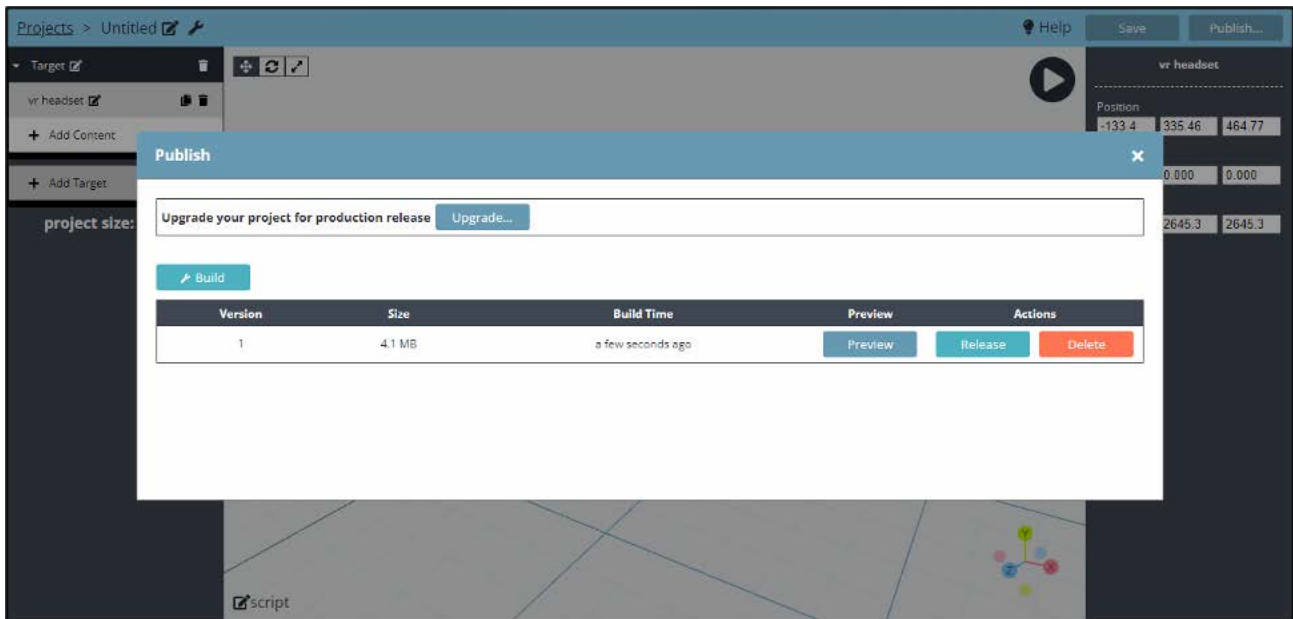 Projects > Untitled
Help
Save
Publish...
Target
vr headset
+ Add Content
+ Add Target
project size:
vr headset
Position
-133.4 335.46 464.77
0.000 0.000
2645.3 2645.3
Publish
×
Upgrade your project for production release Upgrade...
Build
Version Size Build Time Preview Actions
1 4.1 MB a few seconds ago Preview Release Delete
Y
Z X
script